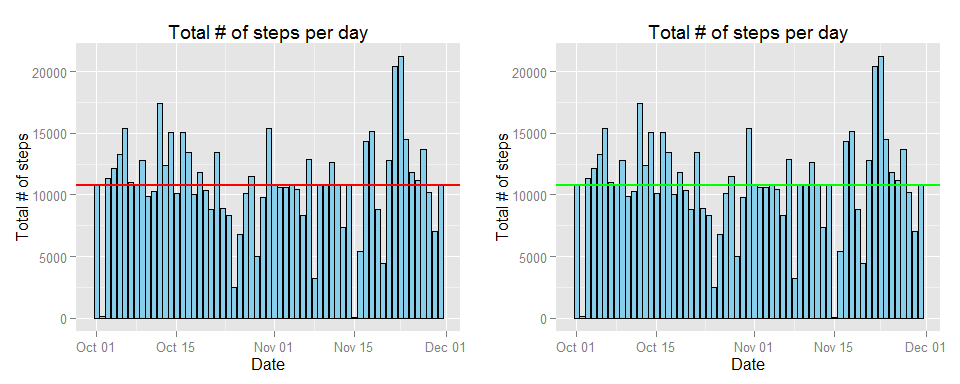 Total # of steps per day
Total # of steps
20000
15000
10000
5000
0
Oct 01 Oct 15 Nov 01 Nov 15 Dec 01
Date
Total # of steps per day
Total # of steps
20000
15000
10000
5000
0
Oct 01 Oct 15 Nov 01 Nov 15 Dec 01
Date